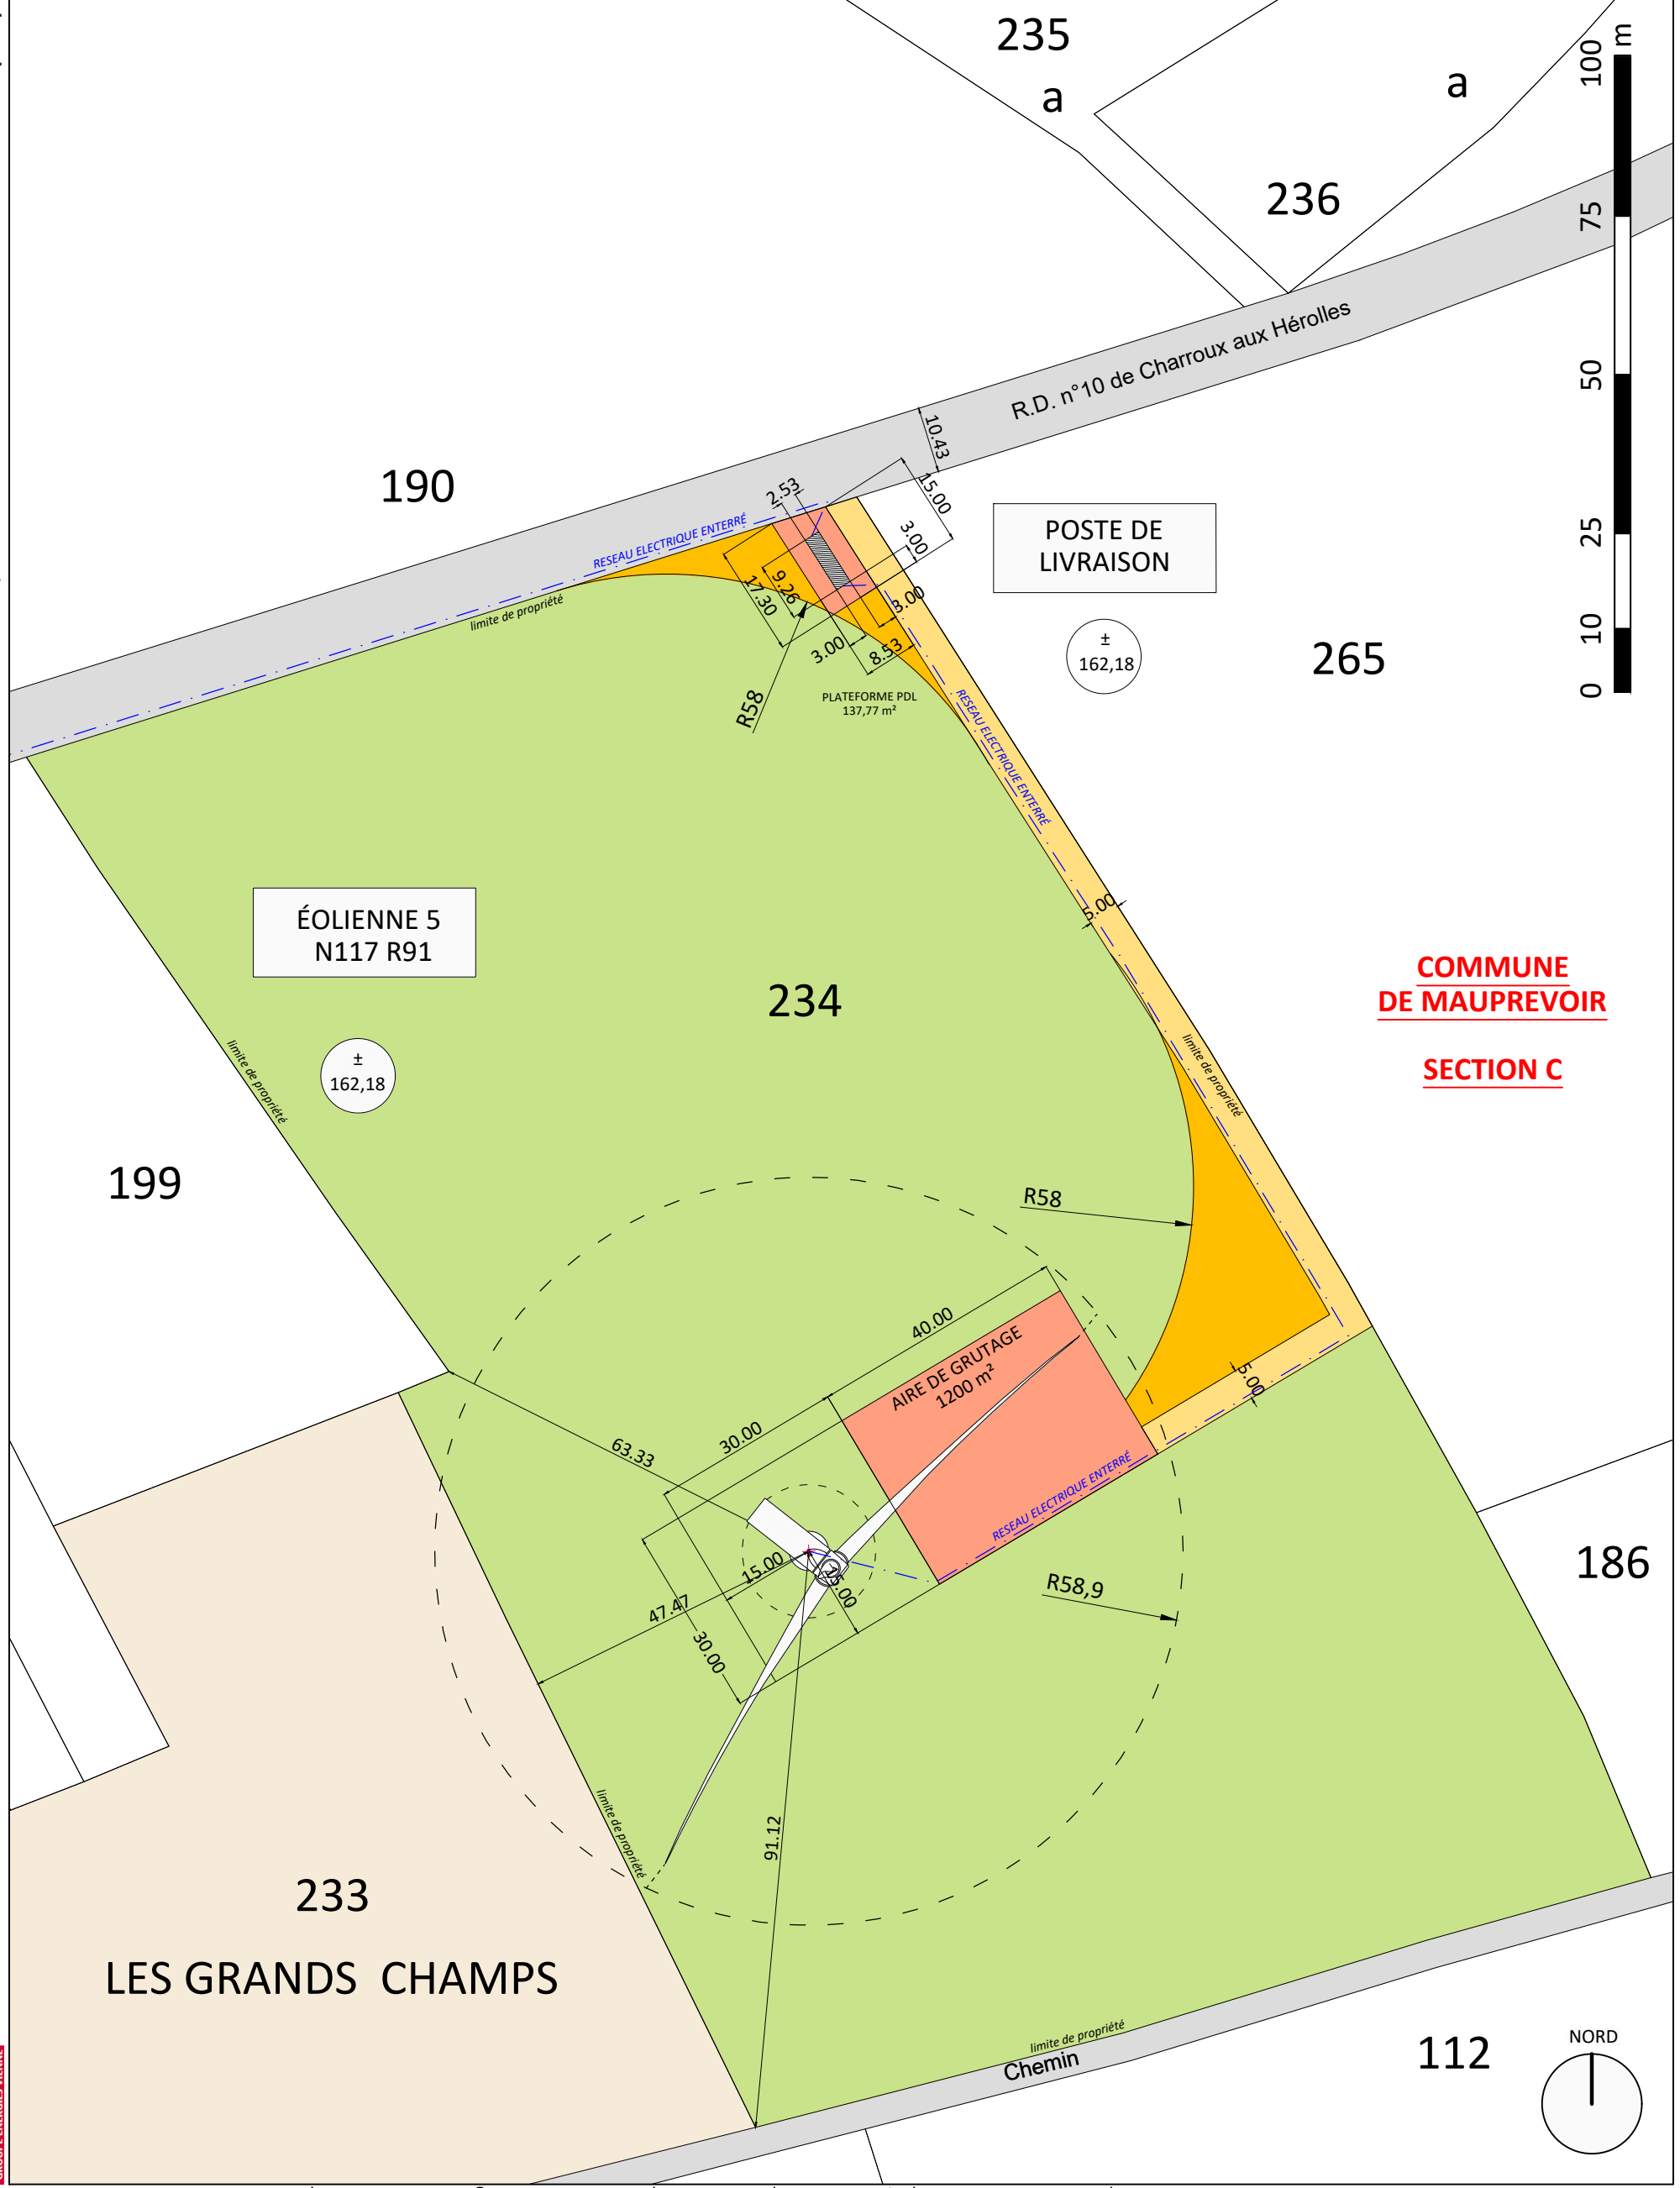 235
a
a
236
100 m
75
50
25
10
0
R.D. n°10 de Charroux aux Hérolles
10.43
190
2.53
15.00
RESEAU ELECTRIQUE ENTERRÉ
3.00
POSTE DE
LIVRAISON
9.26
17.30
limite de propriété
3.00
3.00
8.53
±
162,18
265
R58
PLATEFORME PDL
137,77 m²
RESEAU ELECTRIQUE ENTERRÉ
ÉOLIENNE 5
N117 R91
5.00
234
COMMUNE
DE MAUPREVOIR
SECTION C
limite de propriété
±
162,18
limite de propriété
199
R58
40.00
AIRE DE GRUTAGE
1200 m²
5.00
30.00
63.33
RESEAU ELECTRIQUE ENTERRÉ
186
15.00
15.00
R58,9
47.47
30.00
limite de propriété
91.12
233
LES GRANDS CHAMPS
limite de propriété
Chemin
112
NORD